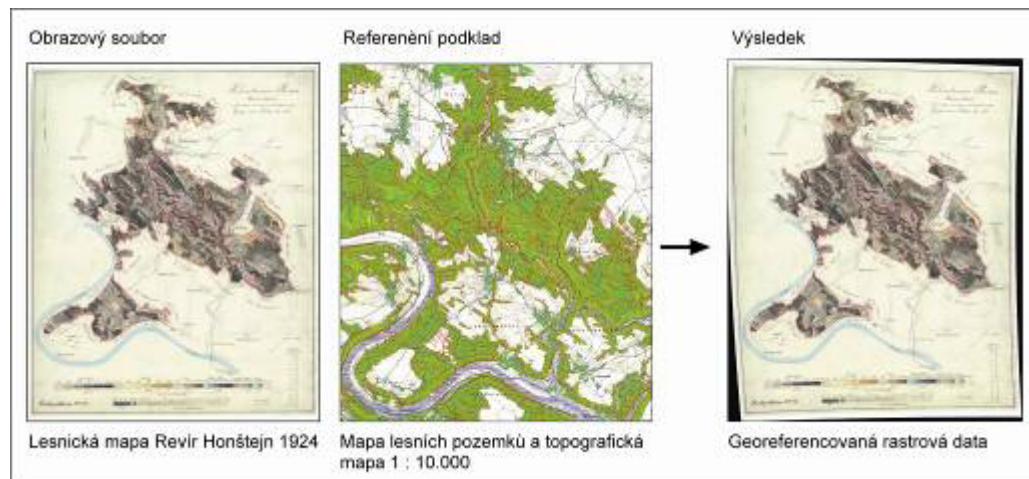 Obrazový soubor
Referenèní podklad
Výsledek
Lesnická mapa Revír Honštejn 1924
Mapa lesních pozemkù a topografická
mapa 1 : 10.000
Georeferencovaná rastrová data